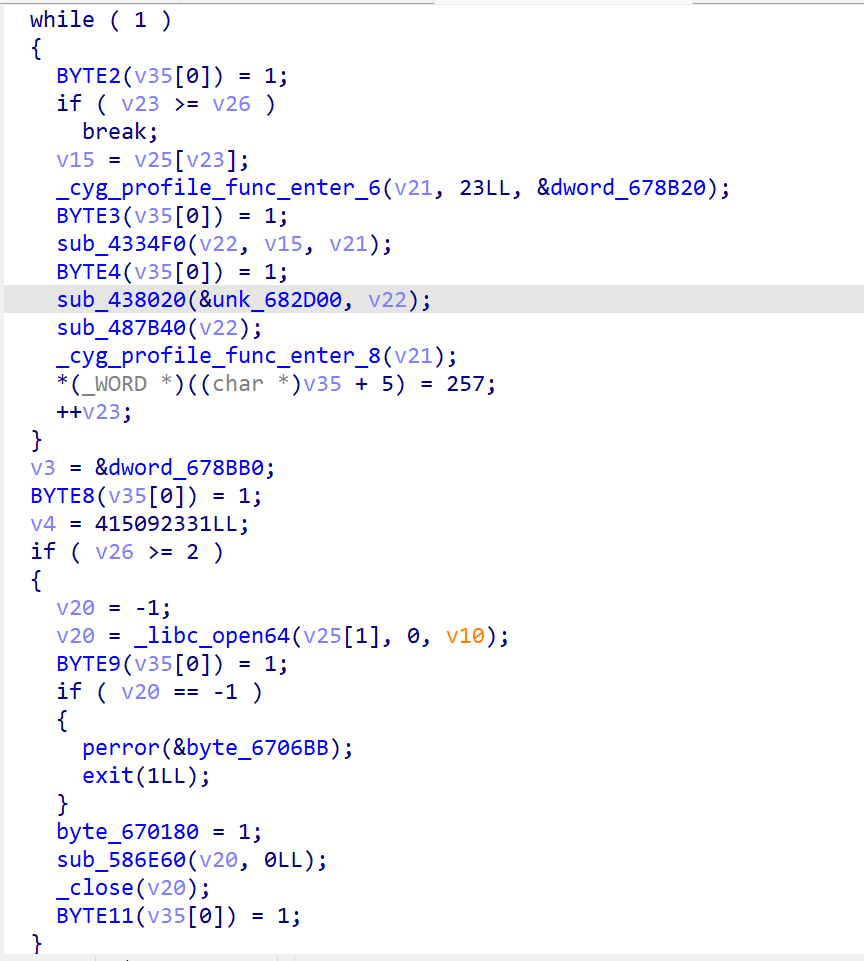 while ( 1 )
{
BYTE2(v35[0]) = 1;
if ( v23 >= v26 )
break;
v15 = v25[v23];
_cyg_profile_func_enter_6(v21, 23LL, &dword_678B20);
BYTE3(v35[0]) = 1;
sub_4334F0(v22, v15, v21);
BYTE4(v35[0]) = 1;
sub_438020(&unk_682D00, v22);
sub_487B40(v22);
_cyg_profile_func_enter_8(v21);
*(_WORD *)((char *)v35 + 5) = 257;
++v23;
}
v3 = &dword_678BB0;
BYTE8(v35[0]) = 1;
v4 = 415092331LL;
if ( v26 >= 2 )
{
v20 = -1;
v20 = _libc_open64(v25[1], 0, v10);
BYTE9(v35[0]) = 1;
if ( v20 == -1 )
{
perror(&byte_6706BB);
exit(1LL);
}
byte_670180 = 1;
sub_586E60(v20, 0LL);
_close(v20);
BYTE11(v35[0]) = 1;
}